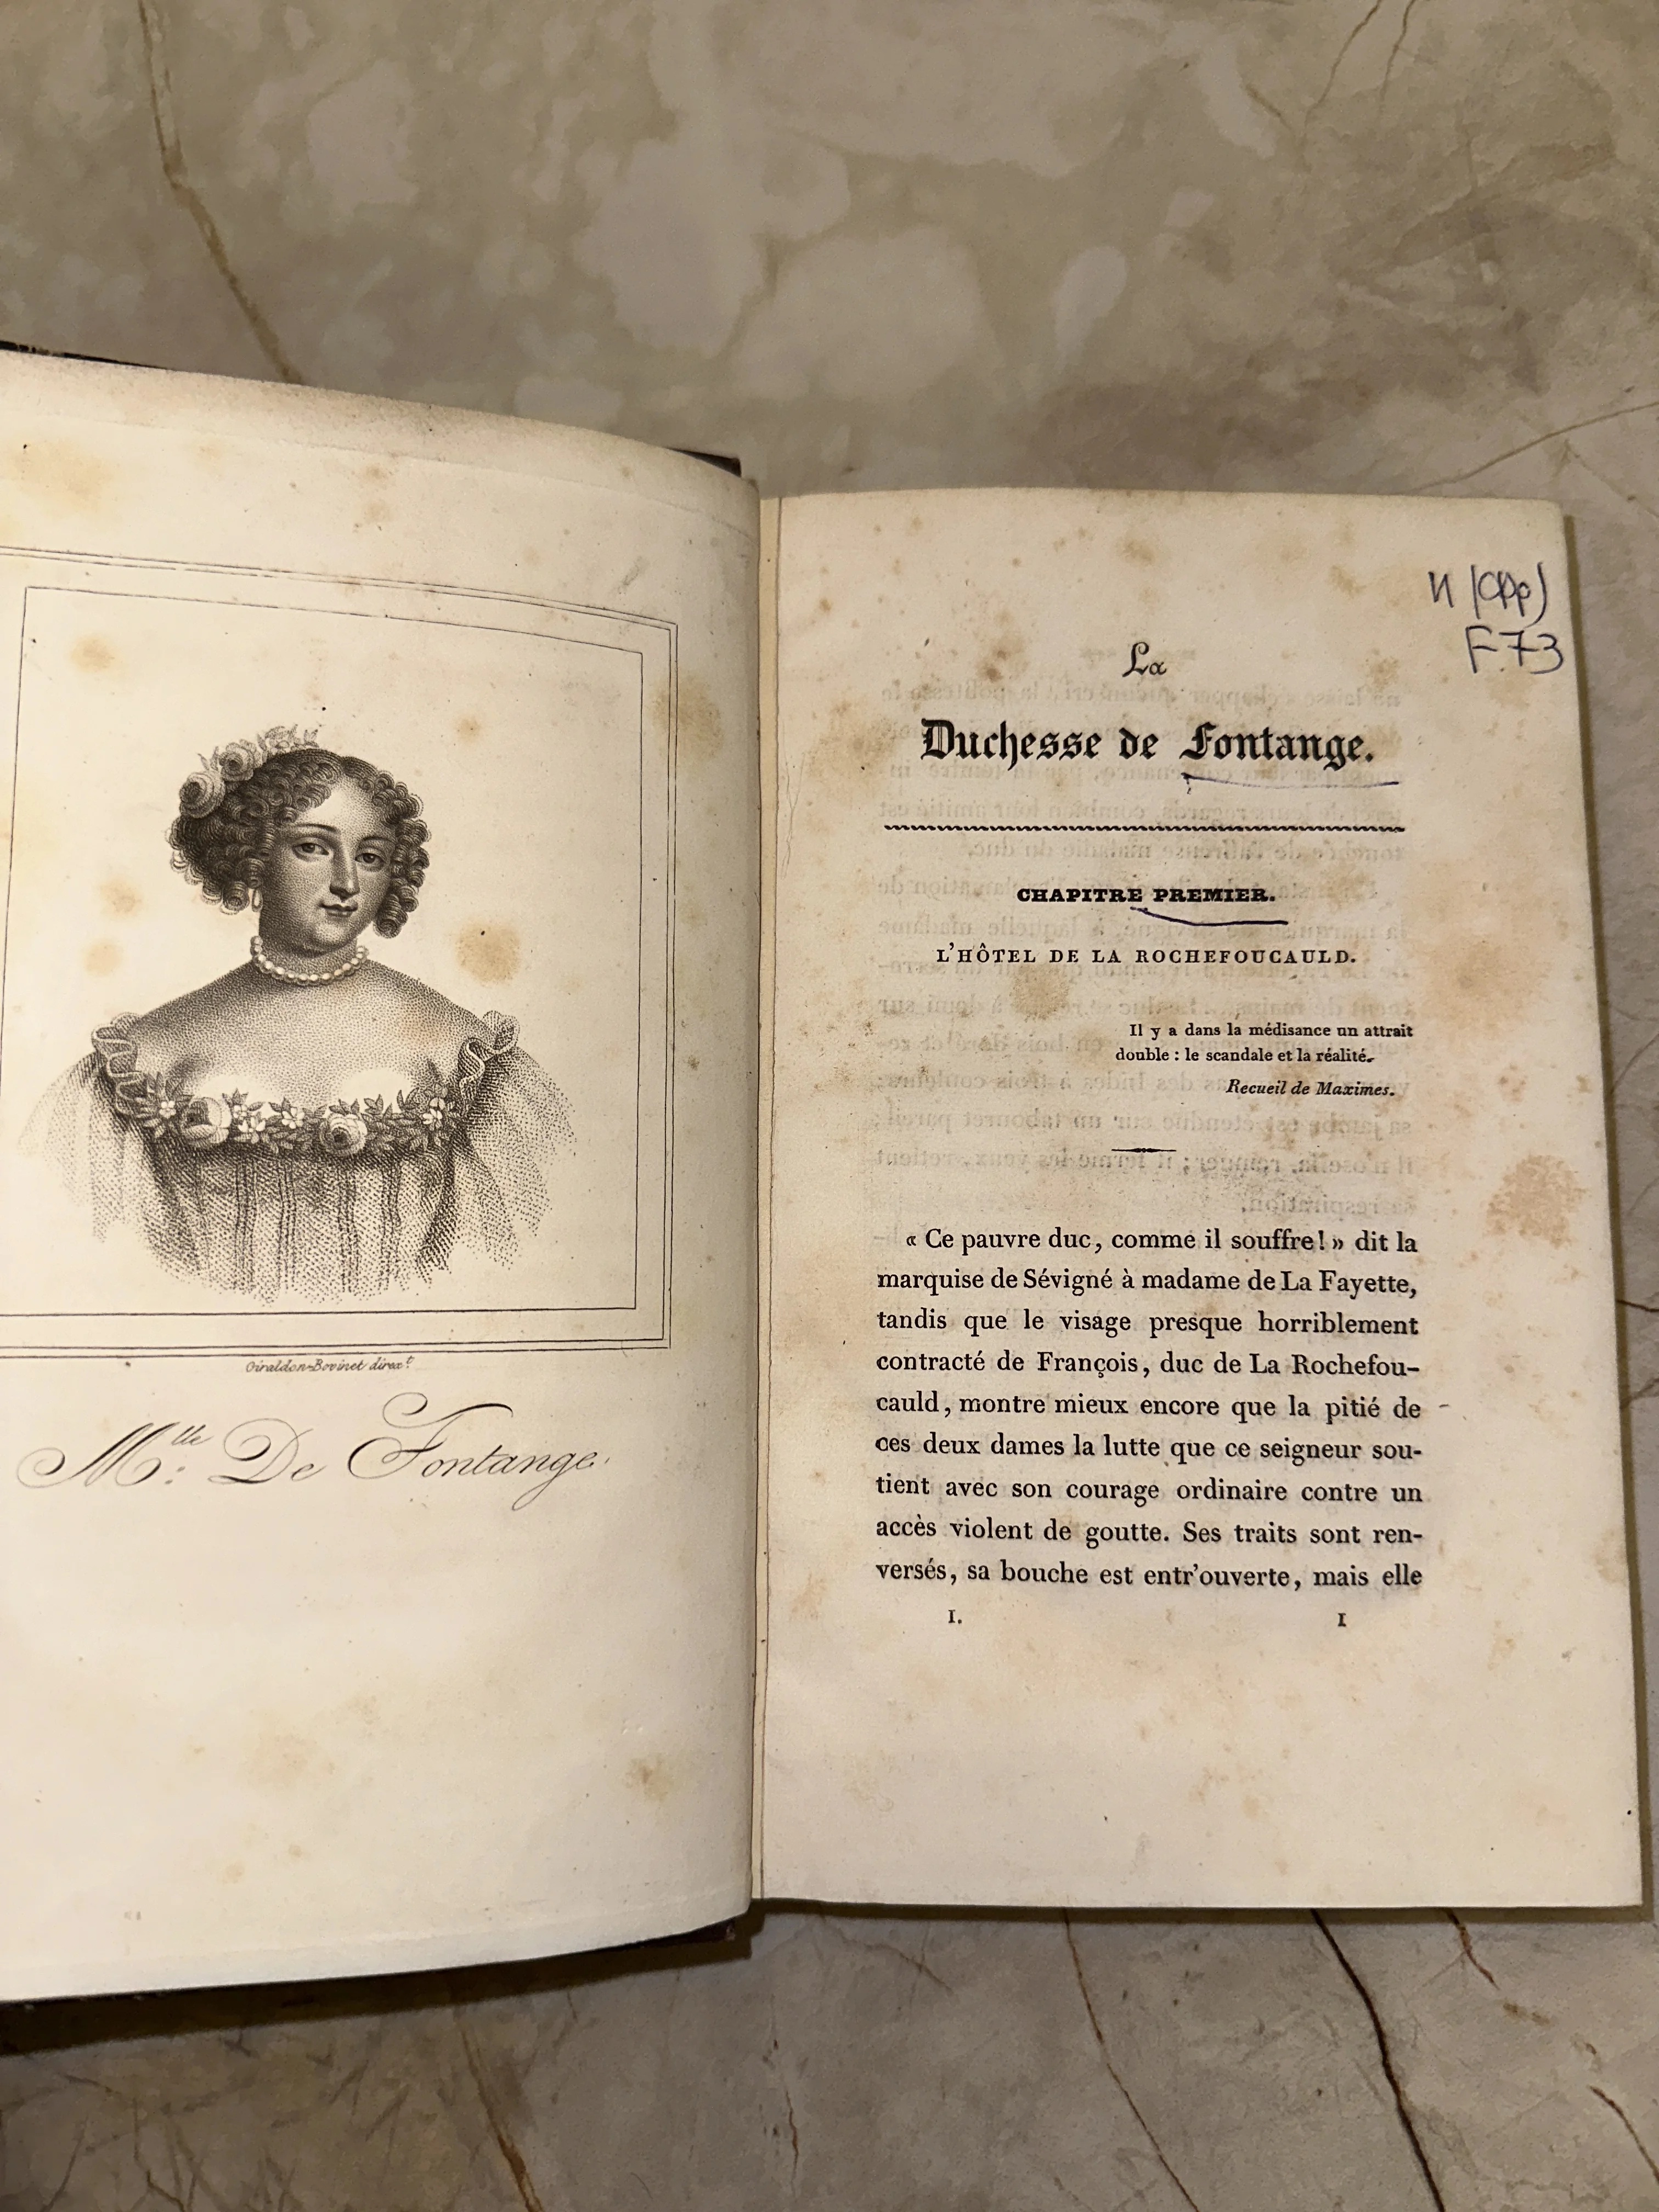 Giraldon-Bovinet direx.t
M.lle De Fontange.
И (фр)
F.73
La
Duchesse de Fontange.
CHAPITRE PREMIER.
L'HÔTEL DE LA ROCHEFOUCAULD.
Il y a dans la médisance un attrait
double : le scandale et la réalité.
Recueil de Maximes.
« Ce pauvre duc, comme il souffre! » dit la
marquise de Sévigné à madame de La Fayette,
tandis que le visage presque horriblement
contracté de François, duc de La Rochefou-
cauld, montre mieux encore que la pitié de
ces deux dames la lutte que ce seigneur sou-
tient avec son courage ordinaire contre un
accès violent de goutte. Ses traits sont ren-
versés, sa bouche est entr'ouverte, mais elle
I. 1